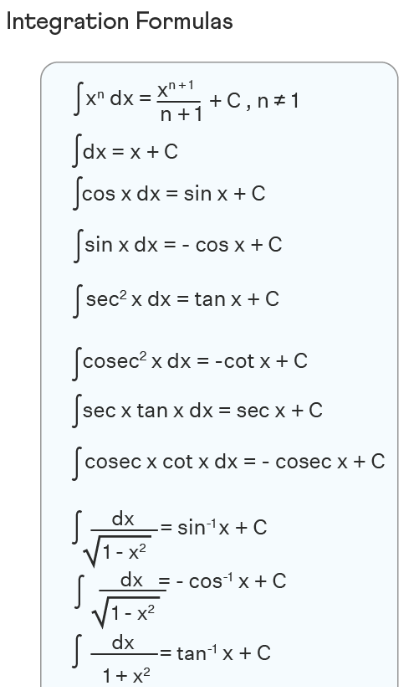 Integration Formulas
∫xⁿ dx = xⁿ⁺¹/n + 1 + C , n ≠ 1
∫dx = x + C
∫cos x dx = sin x + C
∫sin x dx = - cos x + C
∫sec² x dx = tan x + C
∫cosec² x dx = -cot x + C
∫sec x tan x dx = sec x + C
∫cosec x cot x dx = - cosec x + C
∫dx/√1 - x² = sin⁻¹x + C
∫dx/√1 - x² = - cos⁻¹ x + C
∫dx/1 + x² = tan⁻¹ x + C